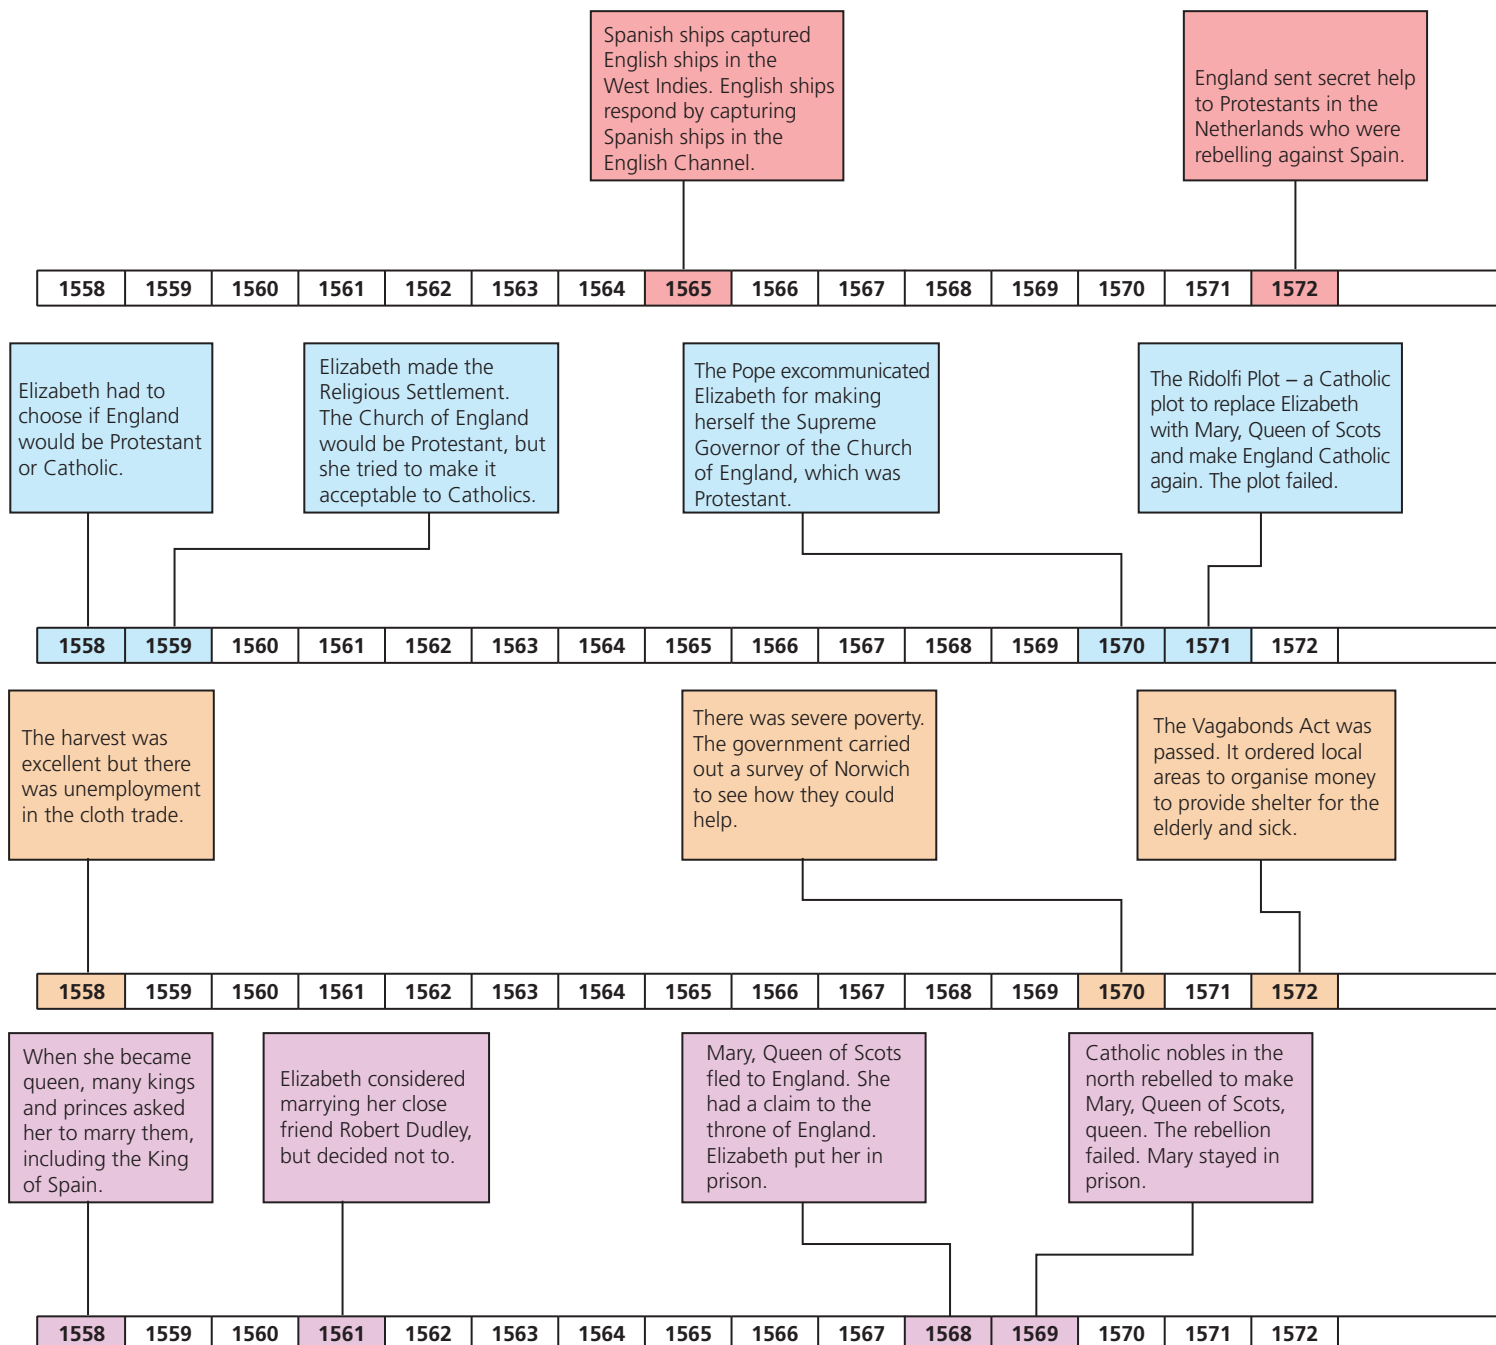 Spanish ships captured
English ships in the
West Indies. English ships
respond by capturing
Spanish ships in the
English Channel.
England sent secret help
to Protestants in the
Netherlands who were
rebelling against Spain.
1558 1559 1560 1561 1562 1563 1564 1565 1566 1567 1568 1569 1570 1571 1572
Elizabeth had to
choose if England
would be Protestant
or Catholic.
Elizabeth made the
Religious Settlement.
The Church of England
would be Protestant, but
she tried to make it
acceptable to Catholics.
The Pope excommunicated
Elizabeth for making
herself the Supreme
Governor of the Church
of England, which was
Protestant.
The Ridolfi Plot – a Catholic
plot to replace Elizabeth
with Mary, Queen of Scots
and make England Catholic
again. The plot failed.
1558 1559 1560 1561 1562 1563 1564 1565 1566 1567 1568 1569 1570 1571 1572
The harvest was
excellent but there
was unemployment
in the cloth trade.
There was severe poverty.
The government carried
out a survey of Norwich
to see how they could
help.
The Vagabonds Act was
passed. It ordered local
areas to organise money
to provide shelter for the
elderly and sick.
1558 1559 1560 1561 1562 1563 1564 1565 1566 1567 1568 1569 1570 1571 1572
When she became
queen, many kings
and princes asked
her to marry them,
including the King
of Spain.
Elizabeth considered
marrying her close
friend Robert Dudley,
but decided not to.
Mary, Queen of Scots
fled to England. She
had a claim to the
throne of England.
Elizabeth put her in
prison.
Catholic nobles in the
north rebelled to make
Mary, Queen of Scots,
queen. The rebellion
failed. Mary stayed in
prison.
1558 1559 1560 1561 1562 1563 1564 1565 1566 1567 1568 1569 1570 1571 1572